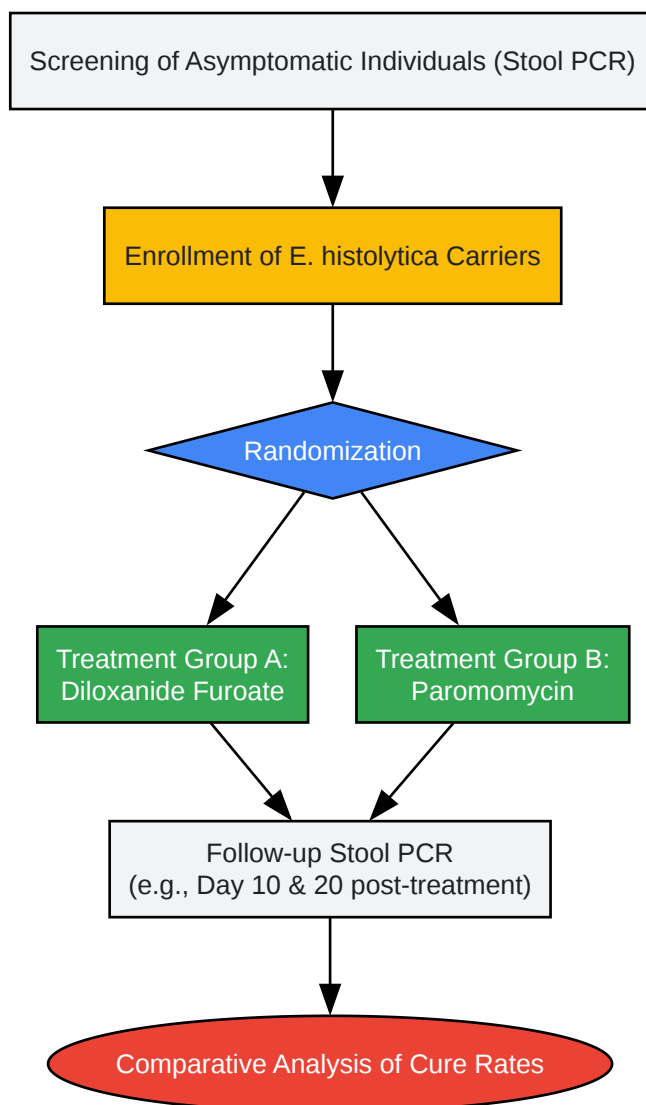 Screening of Asymptomatic Individuals (Stool PCR)
Enrollment of E. histolytica Carriers
Randomization
Treatment Group A:
Diloxanide Furoate
Treatment Group B:
Paromomycin
Follow-up Stool PCR
(e.g., Day 10 & 20 post-treatment)
Comparative Analysis of Cure Rates